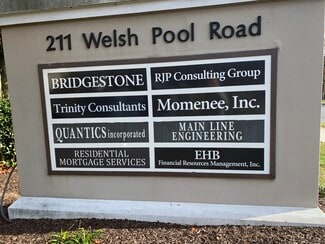 211 Welsh Pool Road
BRIDGESTONE
RJP Consulting Group
Trinity Consultants
Momenee, Inc.
QUANTICS incorporated
MAIN LINE
ENGINEERING
RESIDENTIAL
MORTGAGE SERVICES
EHB
Financial Resources Management, Inc.